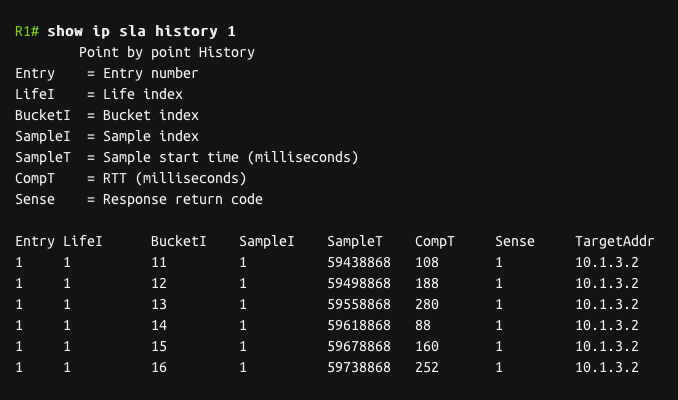 R1# show ip sla history 1
        Point by point History
Entry    = Entry number
LifeI    = Life index
BucketI  = Bucket index
SampleI  = Sample index
SampleT  = Sample start time (milliseconds)
CompT    = RTT (milliseconds)
Sense    = Response return code

Entry LifeI      BucketI    SampleI    SampleT    CompT     Sense     TargetAddr
1     1          11         1          59438868   108       1         10.1.3.2
1     1          12         1          59498868   188       1         10.1.3.2
1     1          13         1          59558868   280       1         10.1.3.2
1     1          14         1          59618868   88        1         10.1.3.2
1     1          15         1          59678868   160       1         10.1.3.2
1     1          16         1          59738868   252       1         10.1.3.2